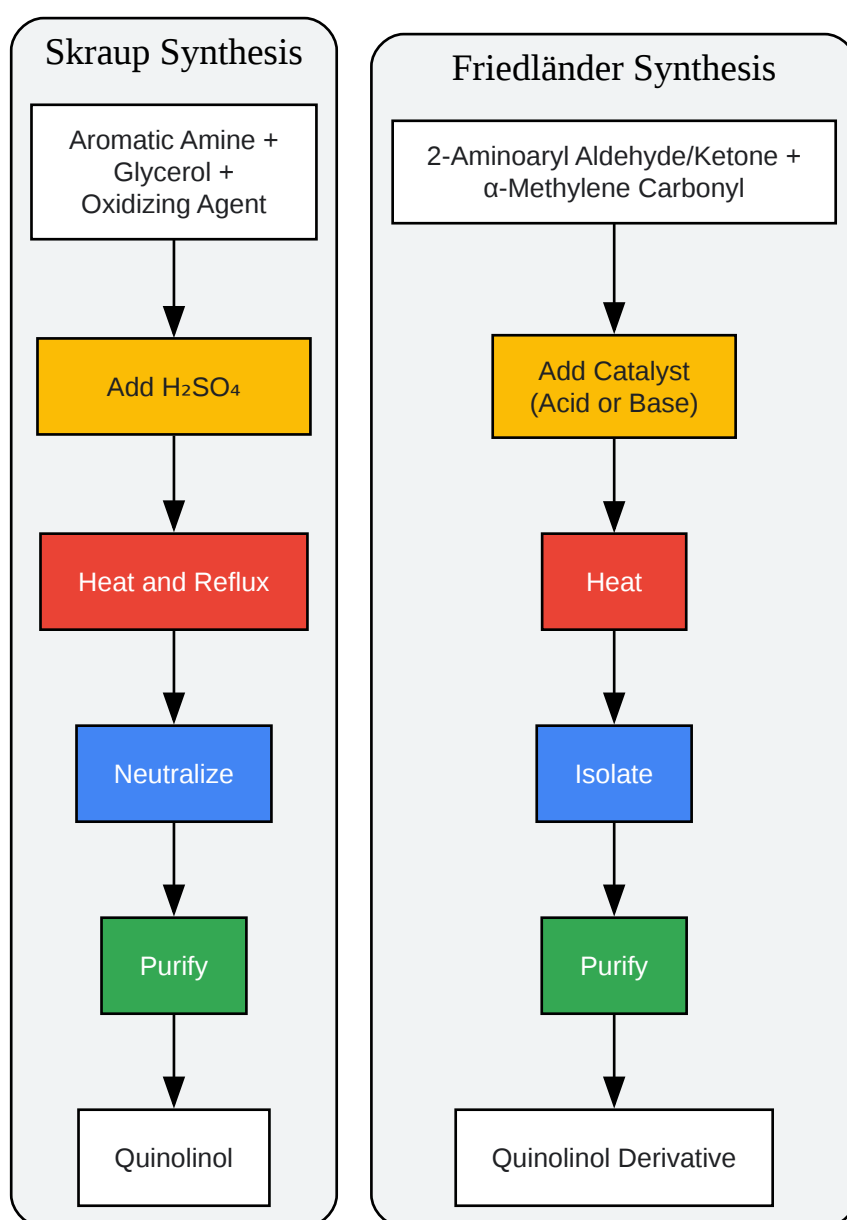 Skraup Synthesis
Aromatic Amine +
Glycerol +
Oxidizing Agent
Add H₂SO₄
Heat and Reflux
Neutralize
Purify
Quinolinol
Friedländer Synthesis
2-Aminoaryl Aldehyde/Ketone +
α-Methylene Carbonyl
Add Catalyst
(Acid or Base)
Heat
Isolate
Purify
Quinolinol Derivative